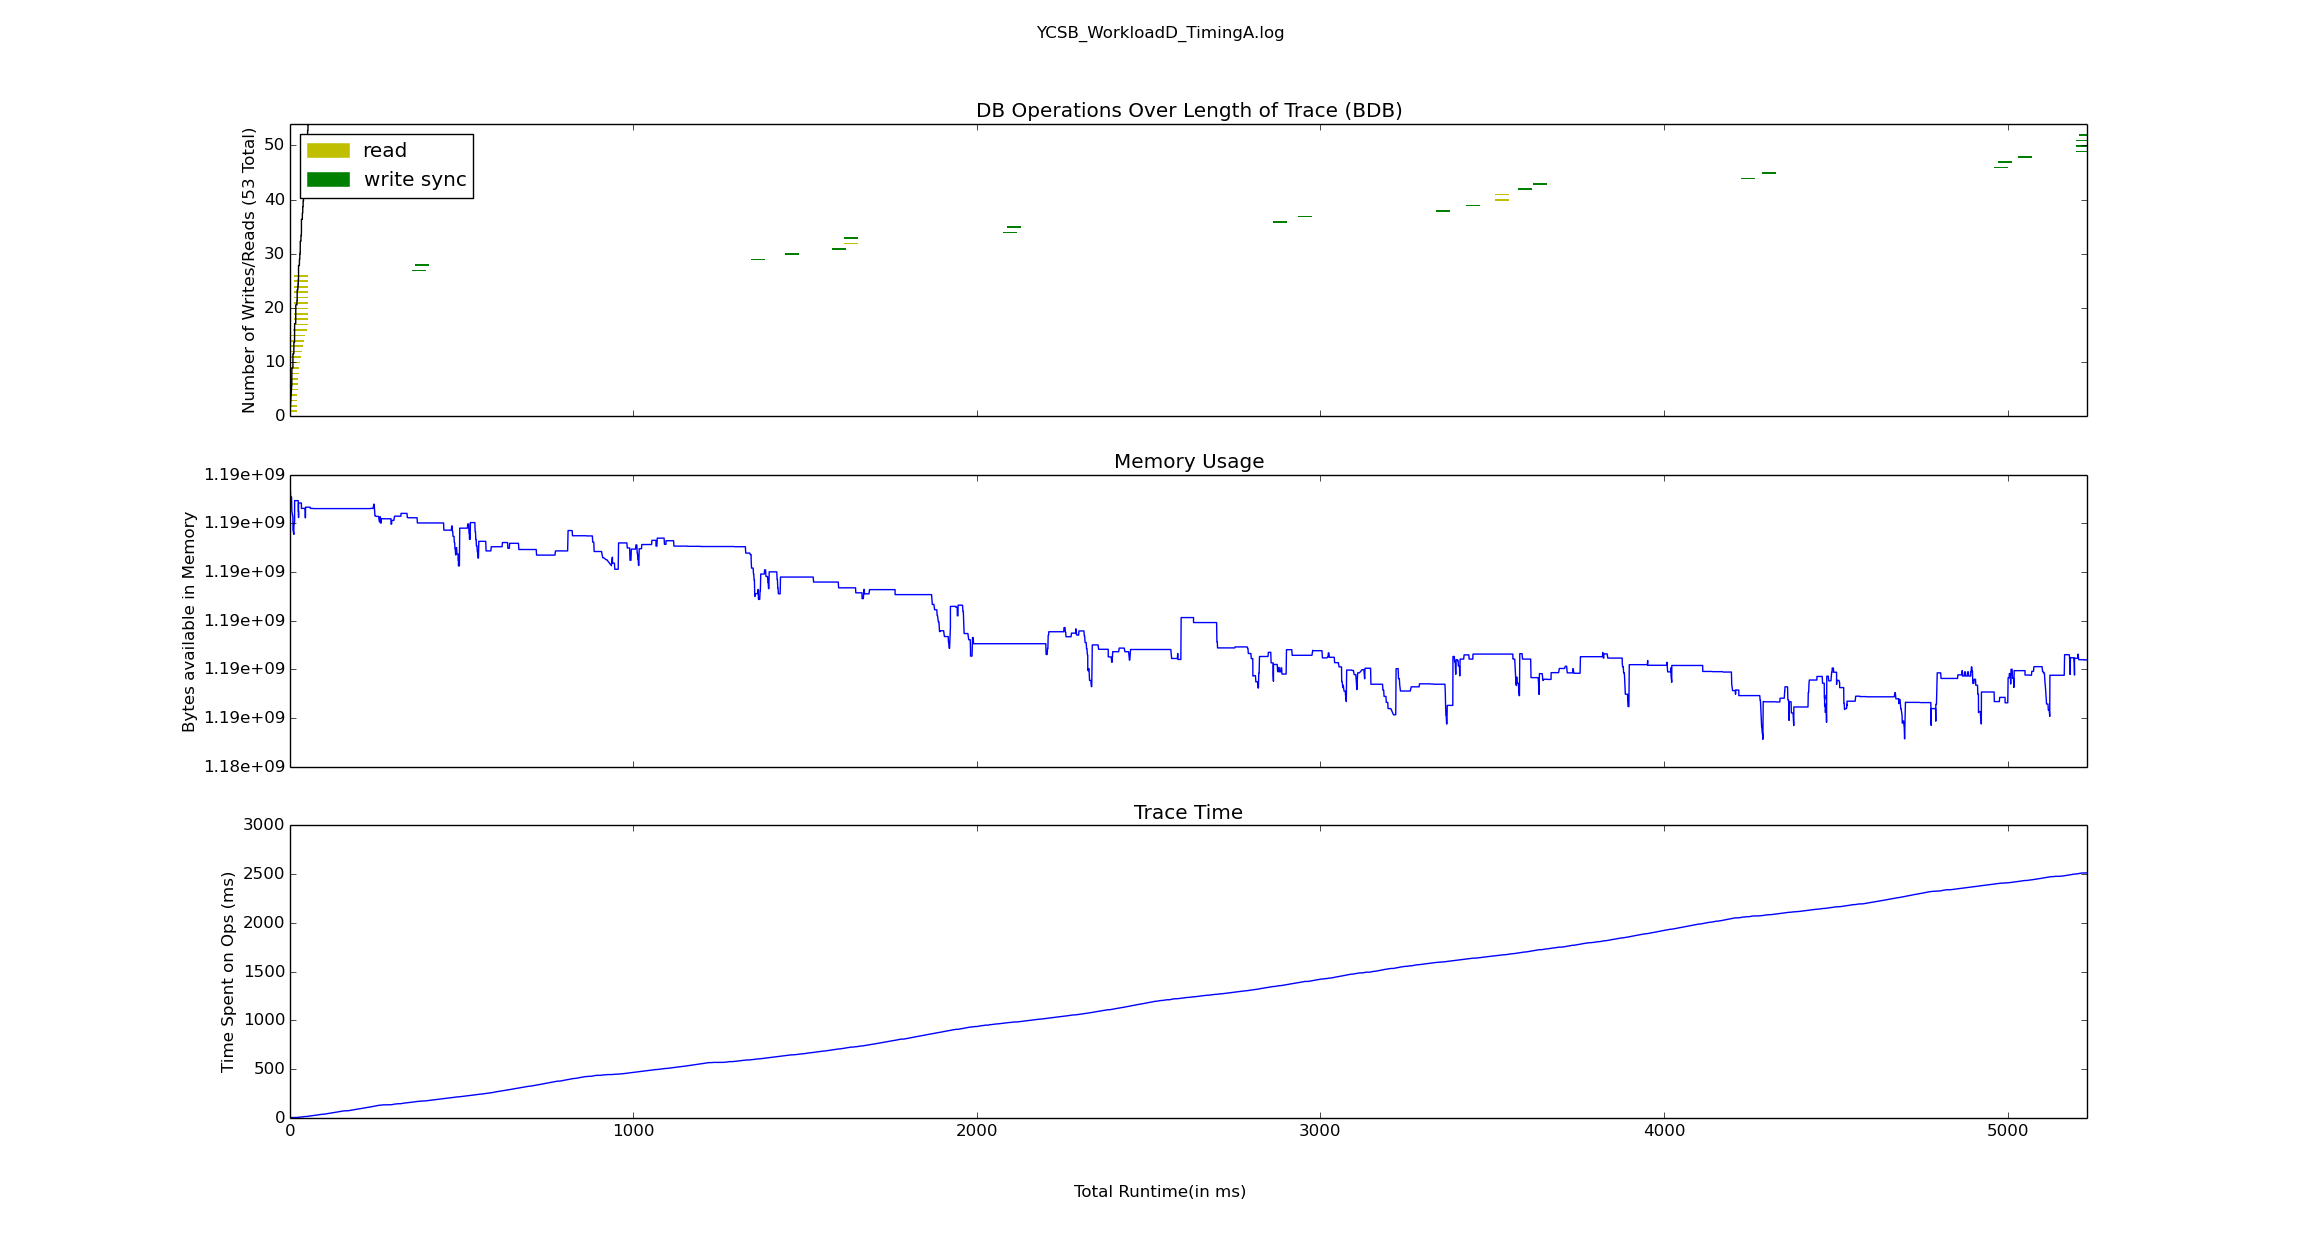 YCSB_WorkloadD_TimingA.log
DB Operations Over Length of Trace (BDB)
Number of Writes/Reads (53 Total)
50
40
30
20
10
0
read
write sync
Memory Usage
Bytes available in Memory
1.19e+09
1.19e+09
1.19e+09
1.19e+09
1.19e+09
1.19e+09
1.18e+09
Trace Time
Time Spent on Ops (ms)
3000
2500
2000
1500
1000
500
0
0 1000 2000 3000 4000 5000
Total Runtime(in ms)